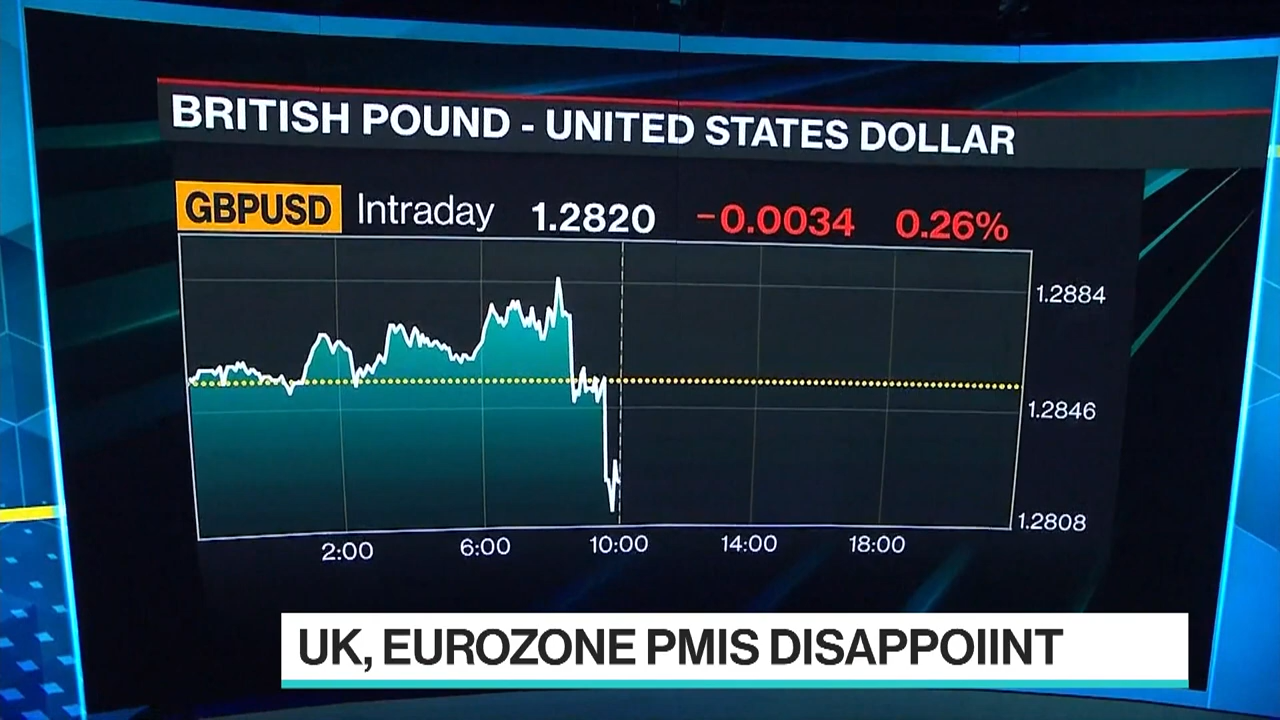 BRITISH POUND - UNITED STATES DOLLAR
GBPUSD Intraday 1.2820 -0.0034 0.26%
1.2884
1.2846
1.2808
2:00 6:00 10:00 14:00 18:00
UK, EUROZONE PMIS DISAPPOIINT